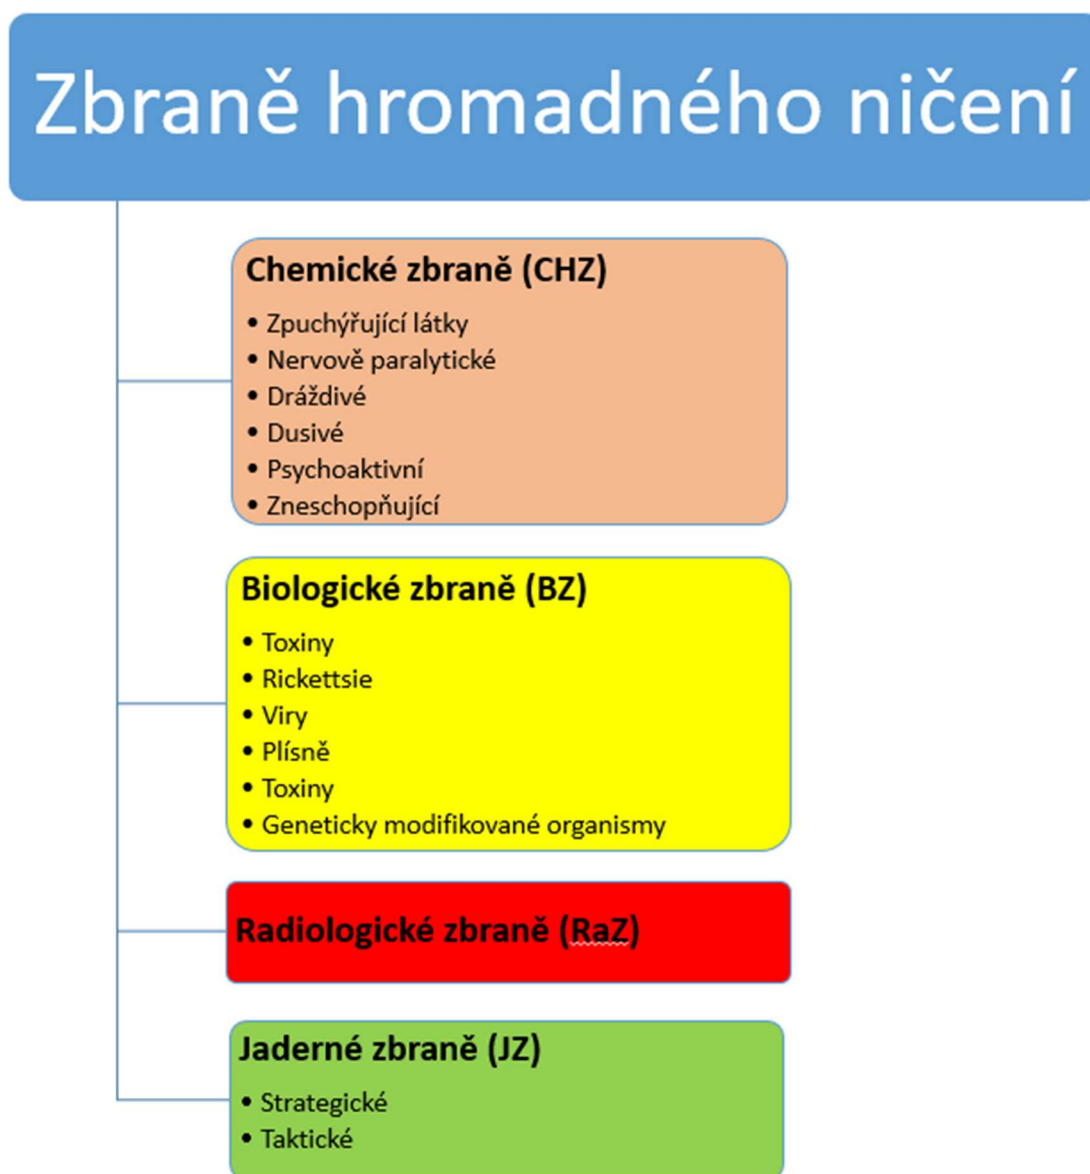 Zbraně hromadného ničení
Chemické zbraně (CHZ)
• Zpuchýřující látky
• Nervově paralytické
• Dráždivé
• Dusivé
• Psychoaktivní
• Zneschopňující
Biologické zbraně (BZ)
• Toxiny
• Rickettsie
• Viry
• Plísně
• Toxiny
• Geneticky modifikované organismy
Radiologické zbraně (RaZ)
Jaderné zbraně (JZ)
• Strategické
• Taktické